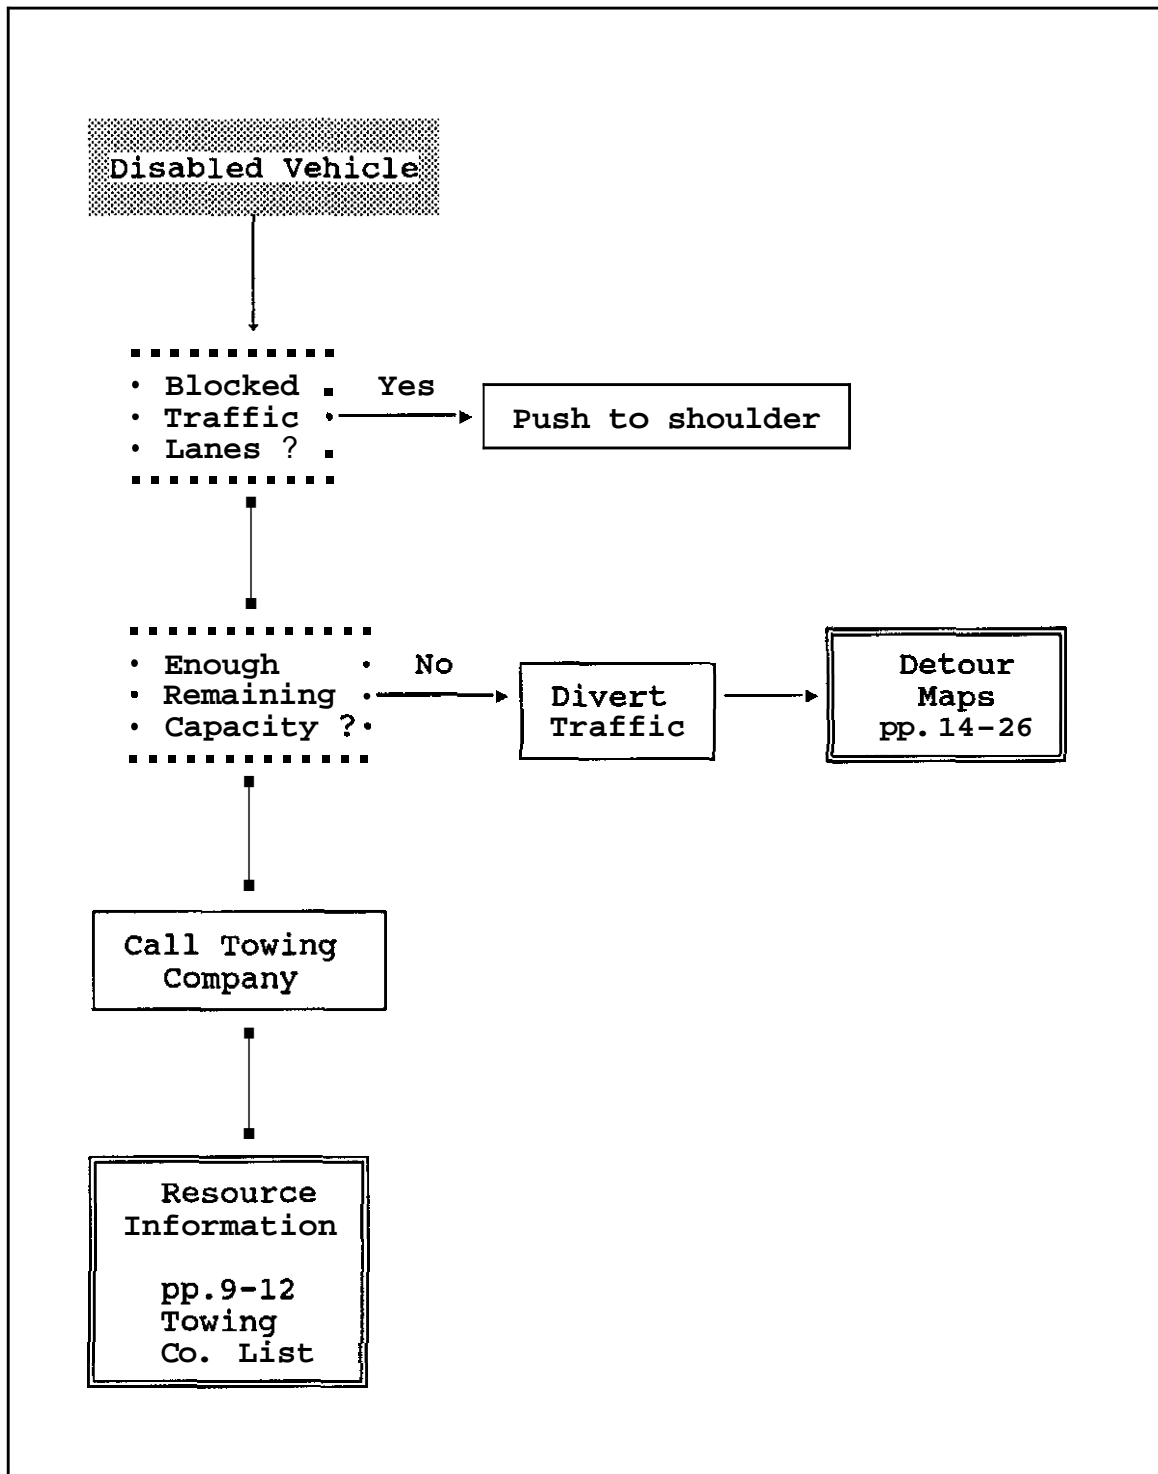 Disabled Vehicle
Blocked
Traffic
Lanes ?
Yes
Push to shoulder
Enough
Remaining
Capacity ?
No
Divert
Traffic
Detour
Maps
pp. 14-26
Call Towing
Company
Resource
Information
pp.9-12
Towing
Co. List